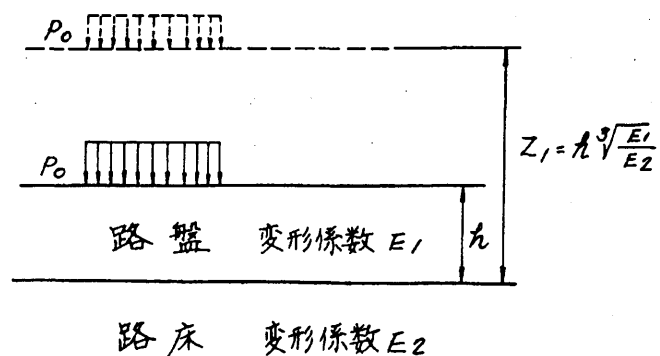 P₀
Z₁ = h ∛(E₁/E₂)
P₀
路盤 変形係数 E₁ h
路床 変形係数 E₂